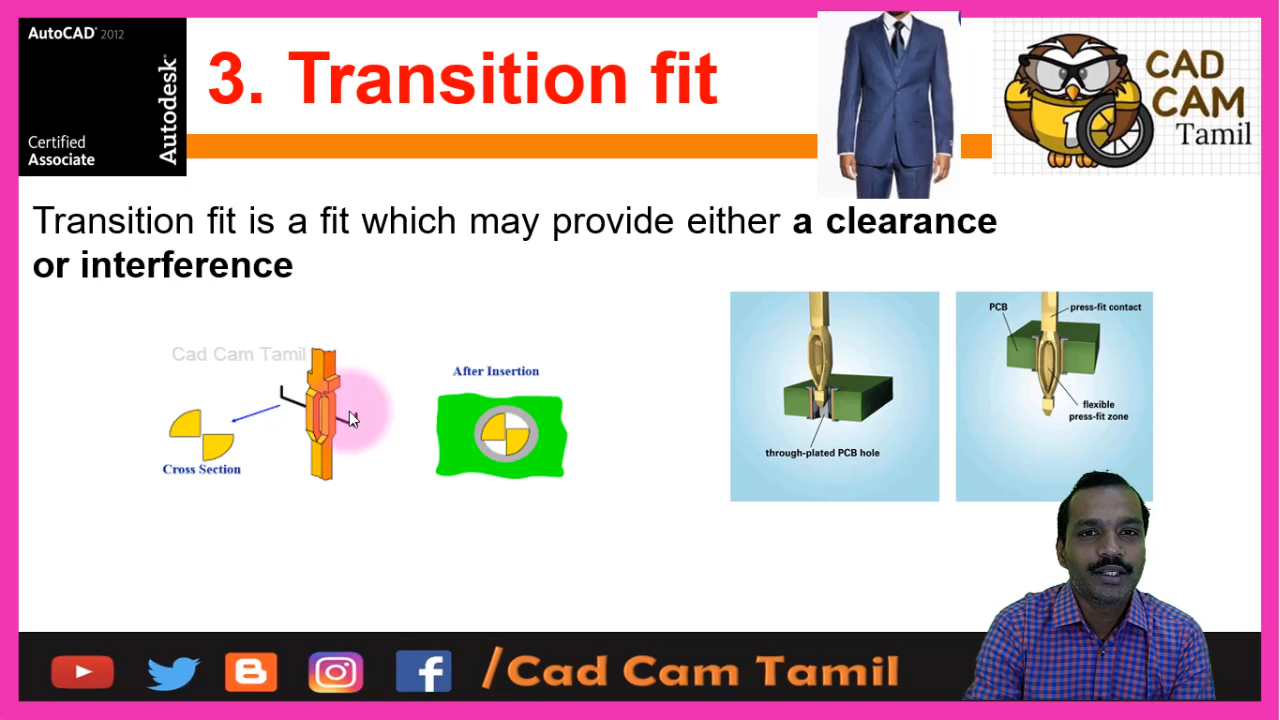 AutoCAD® 2012
Autodesk®
Certified
Associate
3. Transition fit
CAD
CAM
Tamil
1
Transition fit is a fit which may provide either a clearance
or interference
Cad Cam Tamil
Cross Section
After Insertion
through-plated PCB hole
PCB
press-fit contact
flexible
press-fit zone
/Cad Cam Tamil